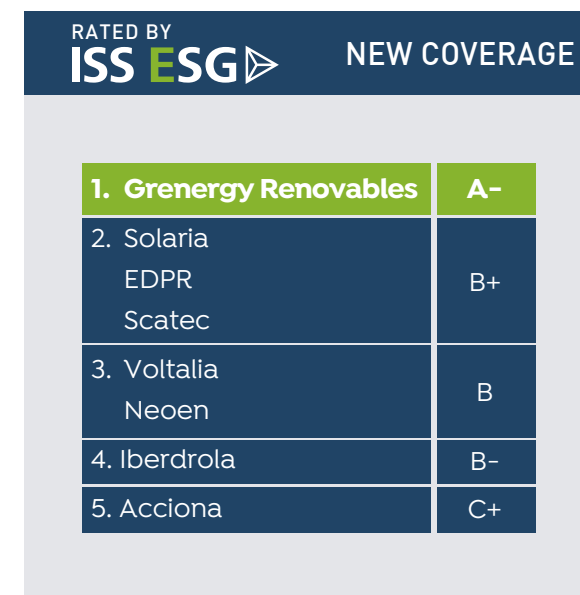 RATED BY
ISS ESG
NEW COVERAGE
1. Grenergy Renovables A-
2. Solaria
EDPR B+
Scatec
3. Voltalia
Neoen B
4. Iberdrola B-
5. Acciona C+